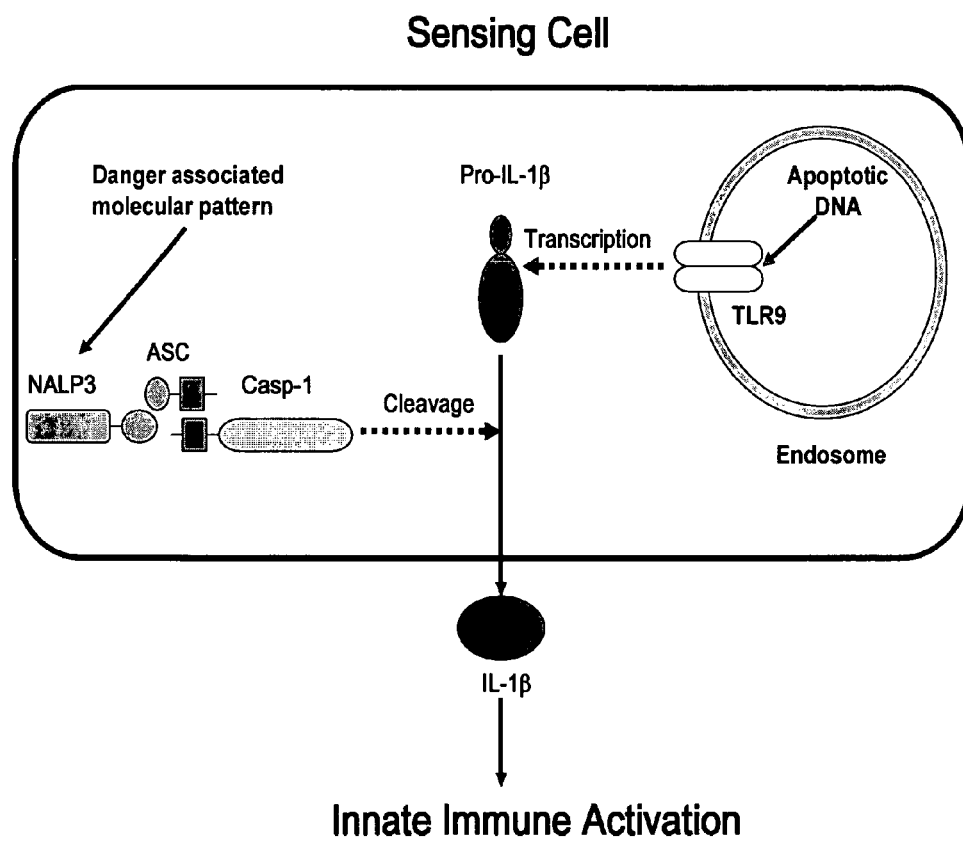 Sensing Cell
Danger associated
molecular pattern
Pro-IL-1β
Apoptotic
DNA
Transcription
TLR9
ASC
NALP3
Casp-1
Cleavage
Endosome
IL-1β
Innate Immune Activation